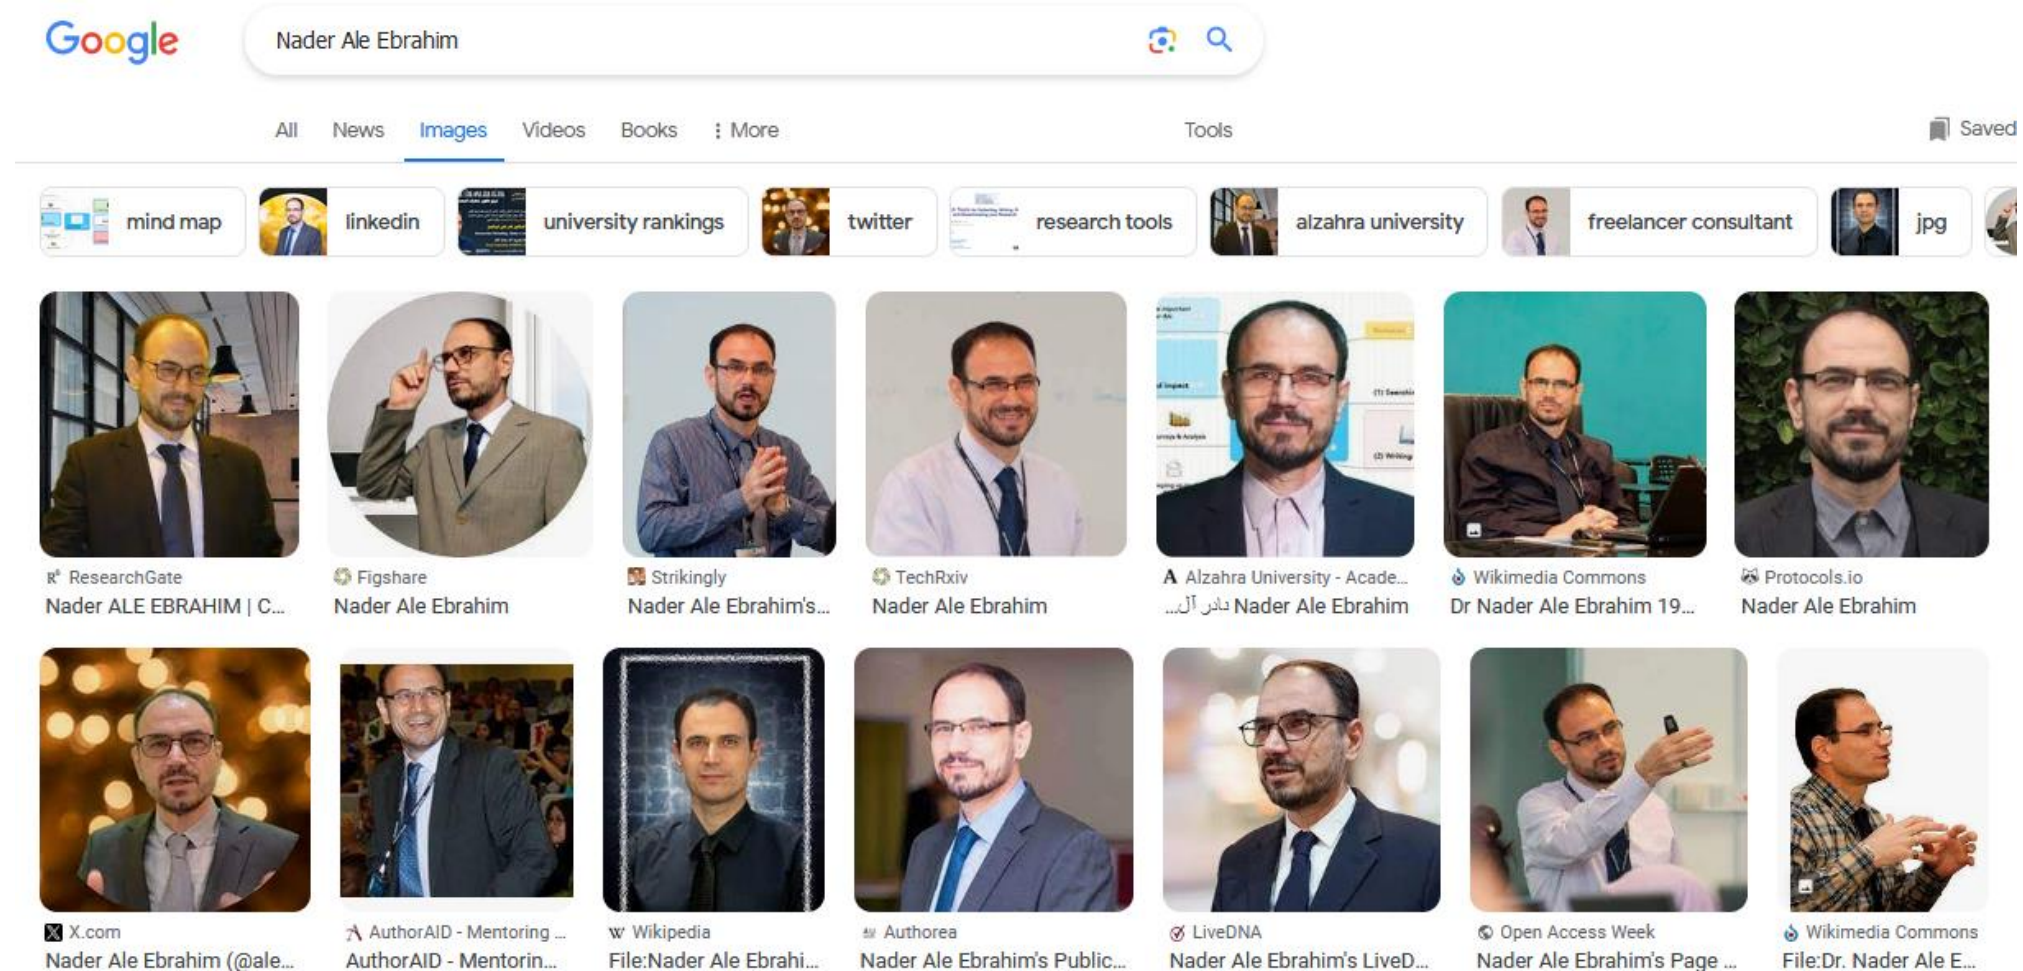 Google
Nader Ale Ebrahim
All News Images Videos Books More Tools Saved
mind map linkedin university rankings twitter research tools alzahra university freelancer consultant jpg
ResearchGate
Nader ALE EBRAHIM | C...
Figshare
Nader Ale Ebrahim
Strikingly
Nader Ale Ebrahim's...
TechRxiv
Nader Ale Ebrahim
Alzahra University - Acade...
Nader Ale Ebrahim نادر آل...
Wikimedia Commons
Dr Nader Ale Ebrahim 19...
Protocols.io
Nader Ale Ebrahim
X.com
Nader Ale Ebrahim (@ale...
AuthorAID - Mentoring ...
AuthorAID - Mentorin...
Wikipedia
File:Nader Ale Ebrahi...
Authorea
Nader Ale Ebrahim's Public...
LiveDNA
Nader Ale Ebrahim's LiveD...
Open Access Week
Nader Ale Ebrahim's Page ...
Wikimedia Commons
File:Dr. Nader Ale E...